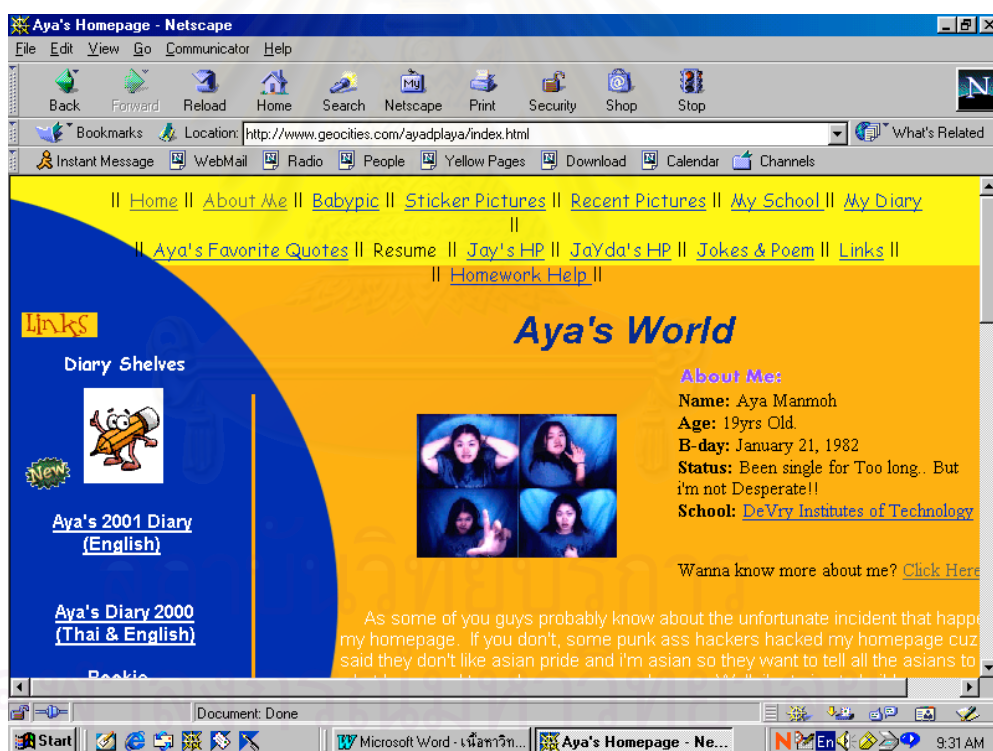 Aya's Homepage - Netscape
File Edit View Go Communicator Help
Back Forward Reload Home Search Netscape Print Security Shop Stop
Bookmarks Location: http://www.geocities.com/ayadplaya/index.html What's Related
Instant Message WebMail Radio People Yellow Pages Download Calendar Channels
|| Home || About Me || Babypic || Sticker Pictures || Recent Pictures || My School || My Diary
||
|| Aya's Favorite Quotes || Resume || Jay's HP || JaYda's HP || Jokes & Poem || Links ||
|| Homework Help ||
Links
Diary Shelves
New
Aya's 2001 Diary
(English)
Aya's Diary 2000
(Thai & English)
Aya's World
About Me:
Name: Aya Manmoh
Age: 19yrs Old.
B-day: January 21, 1982
Status: Been single for Too long.. But
i'm not Desperate!!
School: DeVry Institutes of Technology
Wanna know more about me? Click Here
As some of you guys probably know about the unfortunate incident that happe
my homepage. If you don't, some punk ass hackers hacked my homepage cuz
said they don't like asian pride and i'm asian so they want to tell all the asians to
Document: Done
Start Microsoft Word - เนื้อหาวิท... Aya's Homepage - Ne... En 9:31 AM